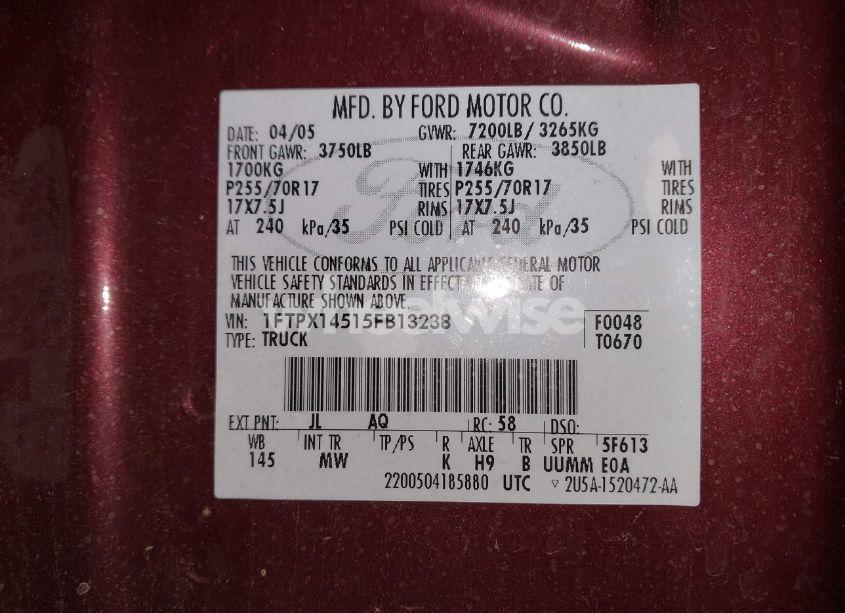 MFD. BY FORD MOTOR CO.
DATE: 04/05 GVWR: 7200LB/ 3265KG
FRONT GAWR: 3750LB REAR GAWR: 3850LB
1700KG WITH 1746KG WITH
P255/70R17 TIRES P255/70R17 TIRES
17X7.5J RIMS 17X7.5J RIMS
AT 240 kPa/35 PSI COLD AT 240 kPa/35 PSI COLD
Ford
THIS VEHICLE CONFORMS TO ALL APPLICABLE FEDERAL MOTOR
VEHICLE SAFETY STANDARDS IN EFFECT ON THE DATE OF
MANUFACTURE SHOWN ABOVE.
VIN: 1FTPX14515FB13238 F0048
TYPE: TRUCK T0670
EXT PNT: JL AQ RC: 58 DSO:
WB INT TR TP/PS R AXLE TR SPR 5F613
145 MW K H9 B UUMM E0A
2200504185880 UTC ▽ 2U5A-1520472-AA